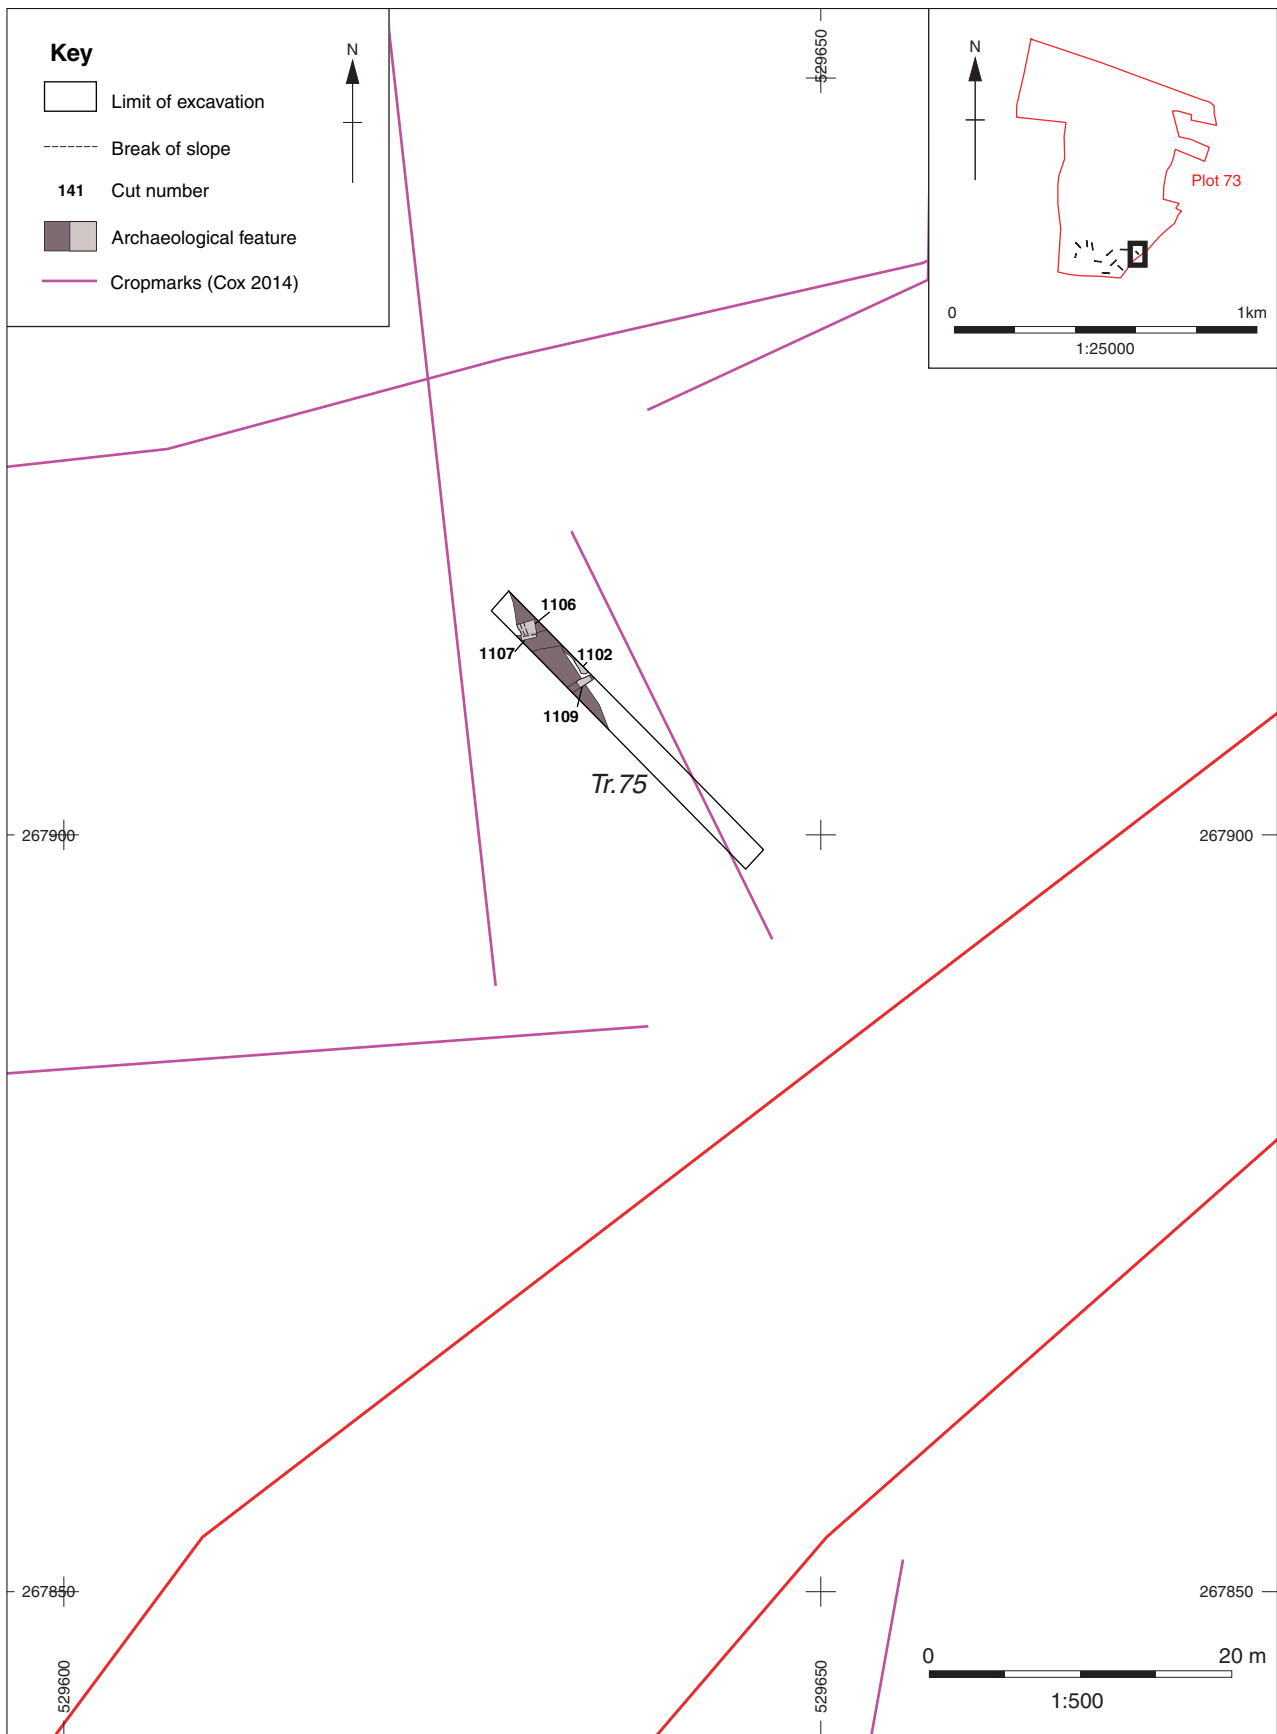 Key
N
Limit of excavation
Break of slope
141 Cut number
Archaeological feature
Cropmarks (Cox 2014)
529650
N
Plot 73
0 1km
1:25000
1106
1107
1102
1109
Tr.75
267900
267900
267850
267850
529600
529650
0 20 m
1:500